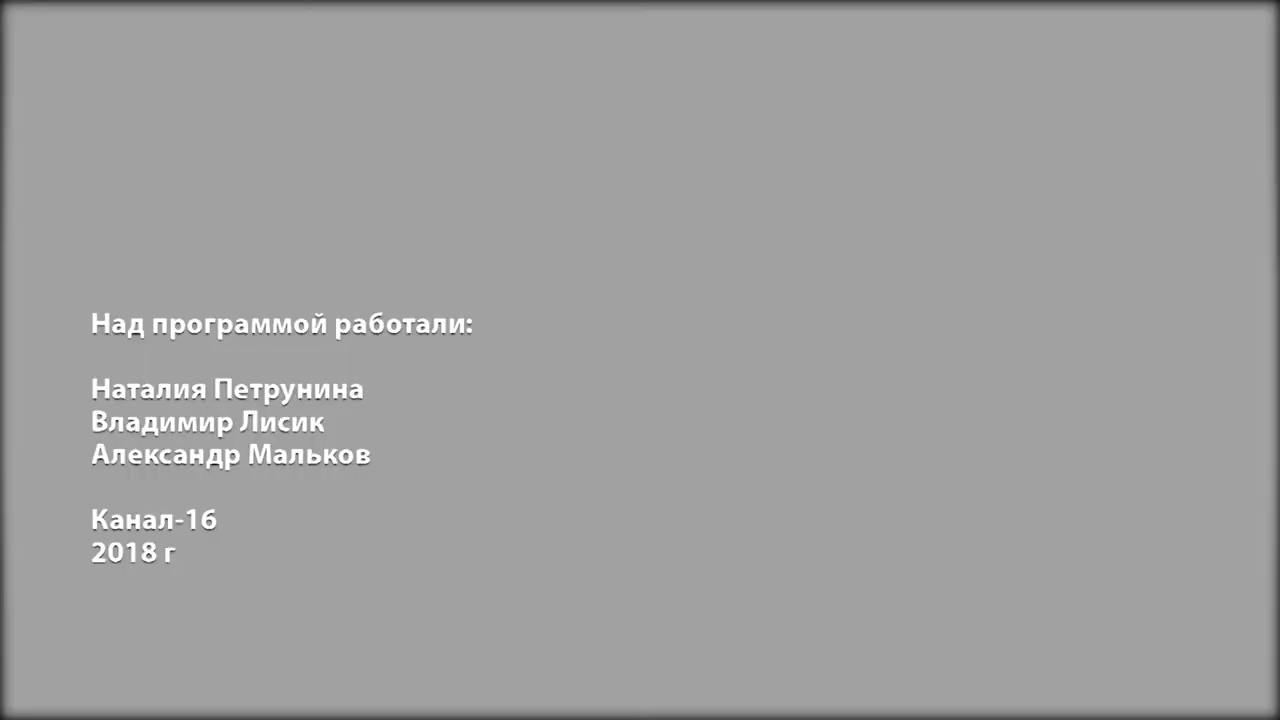 Над программой работали:
Наталия Петрунина
Владимир Лисик
Александр Мальков
Канал-16
2018 г